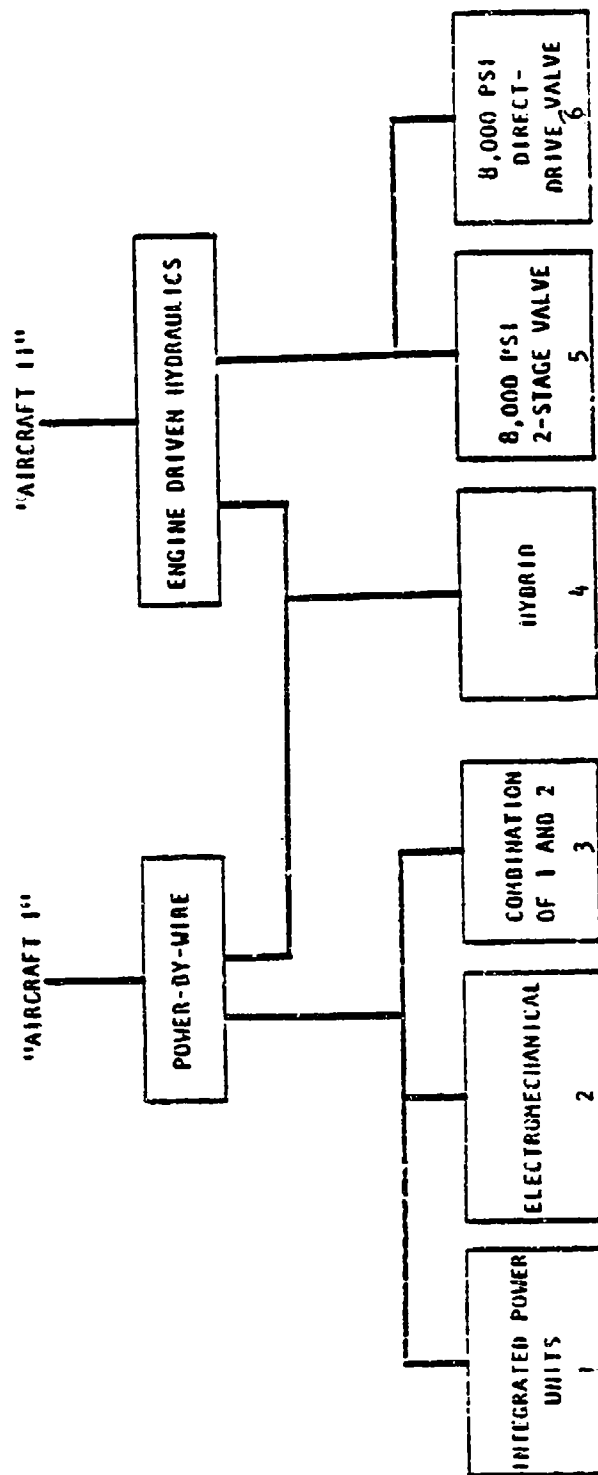 "AIRCRAFT I"
"AIRCRAFT II"
POWER-BY-WIRE
ENGINE DRIVEN HYDRAULICS
INTEGRATED POWER
UNITS
1
ELECTROMECHANICAL
2
COMBINATION
OF 1 AND 2
3
HYBRID
4
8,000 PSI
2-STAGE VALVE
5
8,000 PSI
DIRECT-
DRIVE VALVE
6